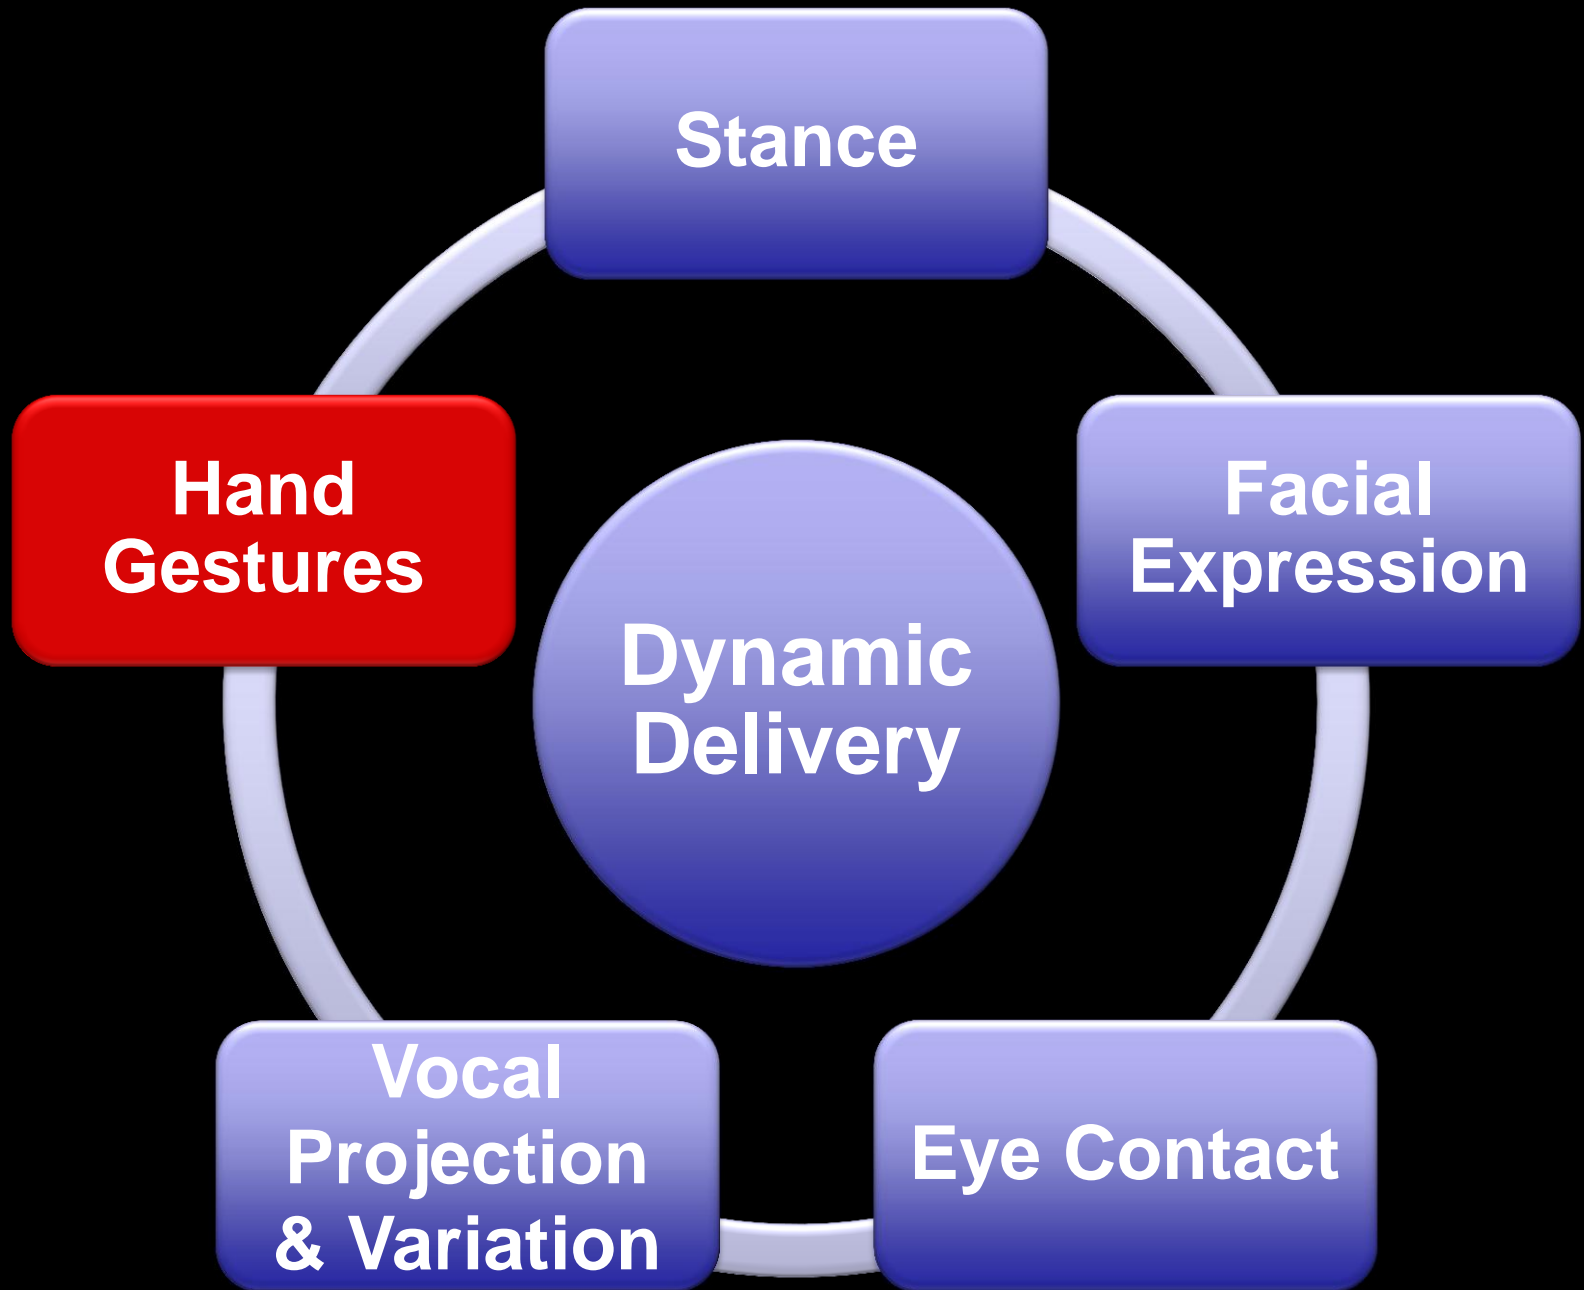 Stance
Hand
Gestures
Facial
Expression
Dynamic
Delivery
Vocal
Projection
& Variation
Eye Contact